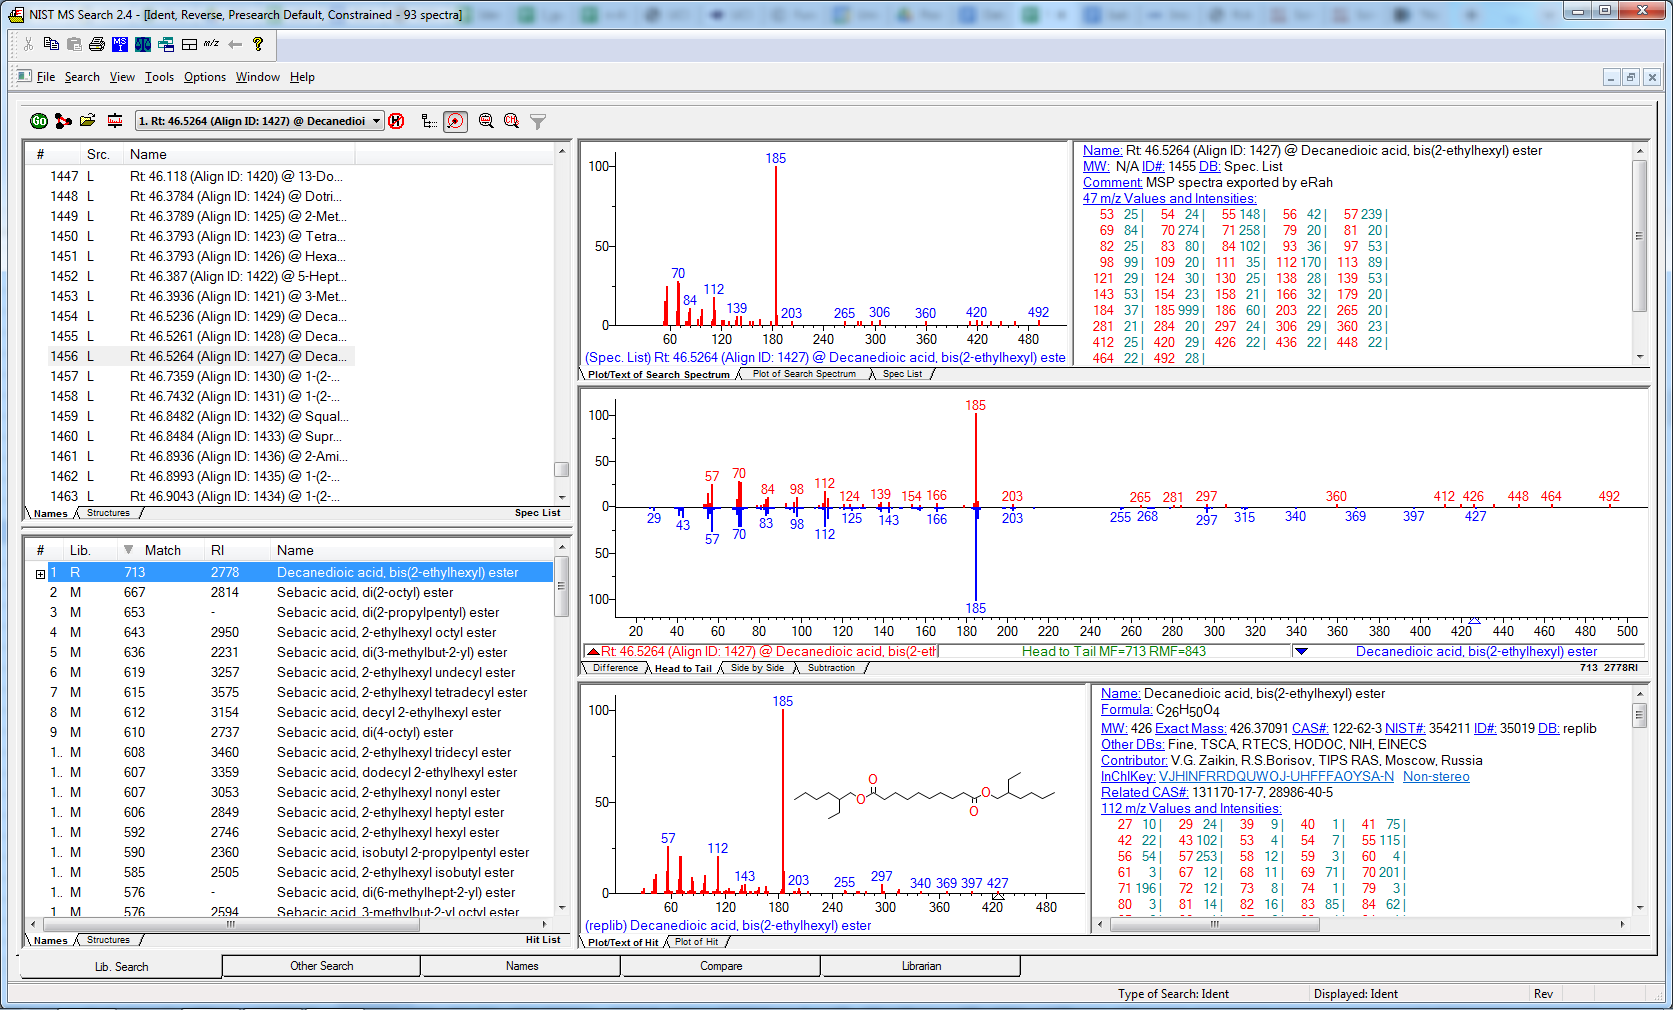 NIST MS Search 2.4 - [Ident, Reverse, Presearch Default, Constrained - 93 spectra]
File Search View Tools Options Window Help
1. Rt: 46.5264 (Align ID: 1427) @ Decanedioi
# Src. Name
1447 L Rt: 46.118 (Align ID: 1420) @ 13-Do...
1448 L Rt: 46.3784 (Align ID: 1424) @ Dotri...
1449 L Rt: 46.3789 (Align ID: 1425) @ 2-Met...
1450 L Rt: 46.3793 (Align ID: 1423) @ Tetra...
1451 L Rt: 46.3793 (Align ID: 1426) @ Hexa...
1452 L Rt: 46.387 (Align ID: 1422) @ 5-Hept...
1453 L Rt: 46.3936 (Align ID: 1421) @ 3-Met...
1454 L Rt: 46.5236 (Align ID: 1429) @ Deca...
1455 L Rt: 46.5261 (Align ID: 1428) @ Deca...
1456 L Rt: 46.5264 (Align ID: 1427) @ Deca...
1457 L Rt: 46.7359 (Align ID: 1430) @ 1-(2-...
1458 L Rt: 46.7432 (Align ID: 1431) @ 1-(2-...
1459 L Rt: 46.8482 (Align ID: 1432) @ Squal...
1460 L Rt: 46.8484 (Align ID: 1433) @ Supr...
1461 L Rt: 46.8936 (Align ID: 1436) @ 2-Ami...
1462 L Rt: 46.8993 (Align ID: 1435) @ 1-(2-...
1463 L Rt: 46.9043 (Align ID: 1434) @ 1-(2-...
Names Structures Spec List
# Lib. Match RI Name
1 R 713 2778 Decanedioic acid, bis(2-ethylhexyl) ester
2 M 667 2814 Sebacic acid, di(2-octyl) ester
3 M 653 - Sebacic acid, di(2-propylpentyl) ester
4 M 643 2950 Sebacic acid, 2-ethylhexyl octyl ester
5 M 636 2231 Sebacic acid, di(3-methylbut-2-yl) ester
6 M 619 3257 Sebacic acid, 2-ethylhexyl undecyl ester
7 M 615 3575 Sebacic acid, 2-ethylhexyl tetradecyl ester
8 M 612 3154 Sebacic acid, decyl 2-ethylhexyl ester
9 M 610 2737 Sebacic acid, di(4-octyl) ester
1.. M 608 3460 Sebacic acid, 2-ethylhexyl tridecyl ester
1.. M 607 3359 Sebacic acid, dodecyl 2-ethylhexyl ester
1.. M 607 3053 Sebacic acid, 2-ethylhexyl nonyl ester
1.. M 606 2849 Sebacic acid, 2-ethylhexyl heptyl ester
1.. M 592 2746 Sebacic acid, 2-ethylhexyl hexyl ester
1.. M 590 2360 Sebacic acid, isobutyl 2-propylpentyl ester
1.. M 585 2505 Sebacic acid, 2-ethylhexyl isobutyl ester
1.. M 576 - Sebacic acid, di(6-methylhept-2-yl) ester
1 M 576 2594 Sebacic acid, 3-methylbut-2-yl octyl ester
Names Structures Hit List
100
50
0
185
70
84
112
139
203 265 306 360 420 492
60 120 180 240 300 360 420 480
(Spec. List) Rt: 46.5264 (Align ID: 1427) @ Decanedioic acid, bis(2-ethylhexyl) este
Plot/Text of Search Spectrum Plot of Search Spectrum Spec List
Name: Rt: 46.5264 (Align ID: 1427) @ Decanedioic acid, bis(2-ethylhexyl) ester
MW: N/A ID#: 1455 DB: Spec. List
Comment: MSP spectra exported by eRah
47 m/z Values and Intensities:
53 25| 54 24| 55 148| 56 42| 57 239|
69 84| 70 274| 71 258| 79 20| 81 20|
82 25| 83 80| 84 102| 93 36| 97 53|
98 99| 109 20| 111 35| 112 170| 113 89|
121 29| 124 30| 130 25| 138 28| 139 53|
143 53| 154 23| 158 21| 166 32| 179 20|
184 37| 185 999| 186 60| 203 22| 265 20|
281 21| 284 20| 297 24| 306 29| 360 23|
412 25| 420 29| 426 22| 436 22| 448 22|
464 22| 492 28|
100
50
0
50
100
185
57 70 84 98 112 124 139 154 166 203 265 281 297 360 412 426 448 464 492
29 43 57 70 83 98 112 125 143 166 203 255 268 297 315 340 369 397 427
185
20 40 60 80 100 120 140 160 180 200 220 240 260 280 300 320 340 360 380 400 420 440 460 480 500
Rt: 46.5264 (Align ID: 1427) @ Decanedioic acid, bis(2-eth Head to Tail MF=713 RMF=843 Decanedioic acid, bis(2-ethylhexyl) ester
Difference Head to Tail Side by Side Subtraction 713 2778RI
100
50
0
185
57
112
143
203 255 297 340 369 397 427
60 120 180 240 300 360 420 480
O
O
O
O
(replib) Decanedioic acid, bis(2-ethylhexyl) ester
Plot/Text of Hit Plot of Hit
Name: Decanedioic acid, bis(2-ethylhexyl) ester
Formula: C26H50O4
MW: 426 Exact Mass: 426.37091 CAS#: 122-62-3 NIST#: 354211 ID#: 35019 DB: replib
Other DBs: Fine, TSCA, RTECS, HODOC, NIH, EINECS
Contributor: V.G. Zaikin, R.S.Borisov, TIPS RAS, Moscow, Russia
InChIKey: VJHINFRRDQUWOJ-UHFFFAOYSA-N Non-stereo
Related CAS#: 131170-17-7, 28986-40-5
112 m/z Values and Intensities:
27 10| 29 24| 39 9| 40 1| 41 75|
42 22| 43 102| 53 4| 54 7| 55 115|
56 54| 57 253| 58 12| 59 3| 60 4|
61 3| 67 12| 68 11| 69 71| 70 201|
71 196| 72 12| 73 8| 74 1| 79 3|
80 3| 81 14| 82 16| 83 85| 84 62|
Lib. Search Other Search Names Compare Librarian
Type of Search: Ident Displayed: Ident Rev